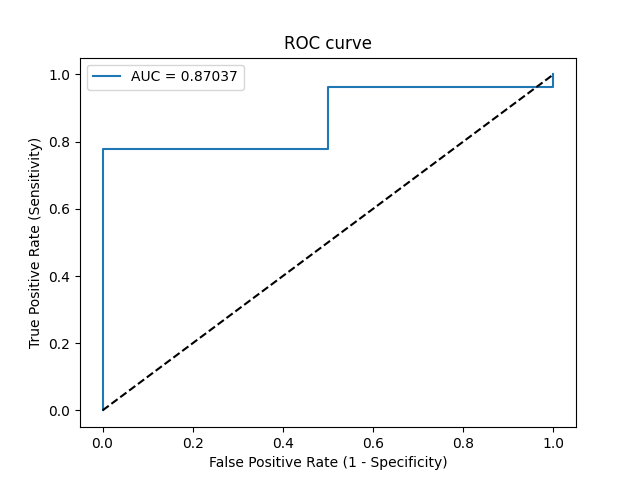 ROC curve
AUC = 0.87037
1.0
0.8
0.6
0.4
0.2
0.0
True Positive Rate (Sensitivity)
0.0 0.2 0.4 0.6 0.8 1.0
False Positive Rate (1 - Specificity)